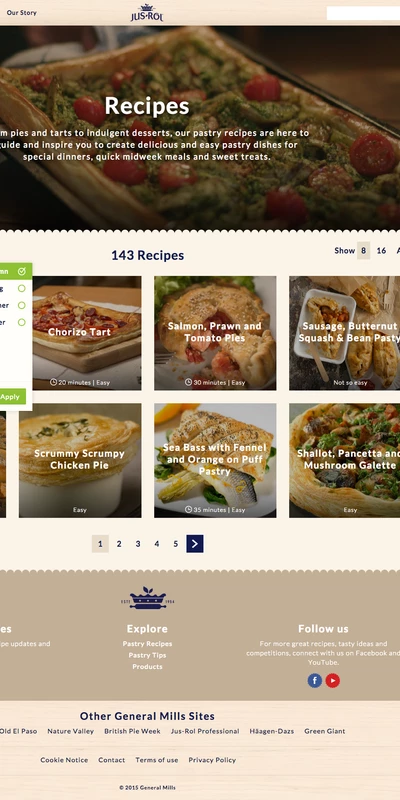 Our Story
JUS·ROL
Recipes
m pies and tarts to indulgent desserts, our pastry recipes are here to
guide and inspire you to create delicious and easy pastry dishes for
special dinners, quick midweek meals and sweet treats.
143 Recipes
Show 8 16 A
mn
g
ner
er
Apply
Chorizo Tart
20 minutes | Easy
Salmon, Prawn and
Tomato Pies
30 minutes | Easy
Sausage, Butternut
Squash & Bean Pasty
Not so easy
Scrummy Scrumpy
Chicken Pie
Easy
Sea Bass with Fennel
and Orange on Puff
Pastry
35 minutes | Easy
Shallot, Pancetta and
Mushroom Galette
Easy
1 2 3 4 5
es
ipe updates and
Explore
Pastry Recipes
Pastry Tips
Products
Follow us
For more great recipes, tasty ideas and
competitions, connect with us on Facebook and
YouTube.
Other General Mills Sites
Old El Paso Nature Valley British Pie Week Jus-Rol Professional Häagen-Dazs Green Giant
Cookie Notice Contact Terms of use Privacy Policy
© 2015 General Mills